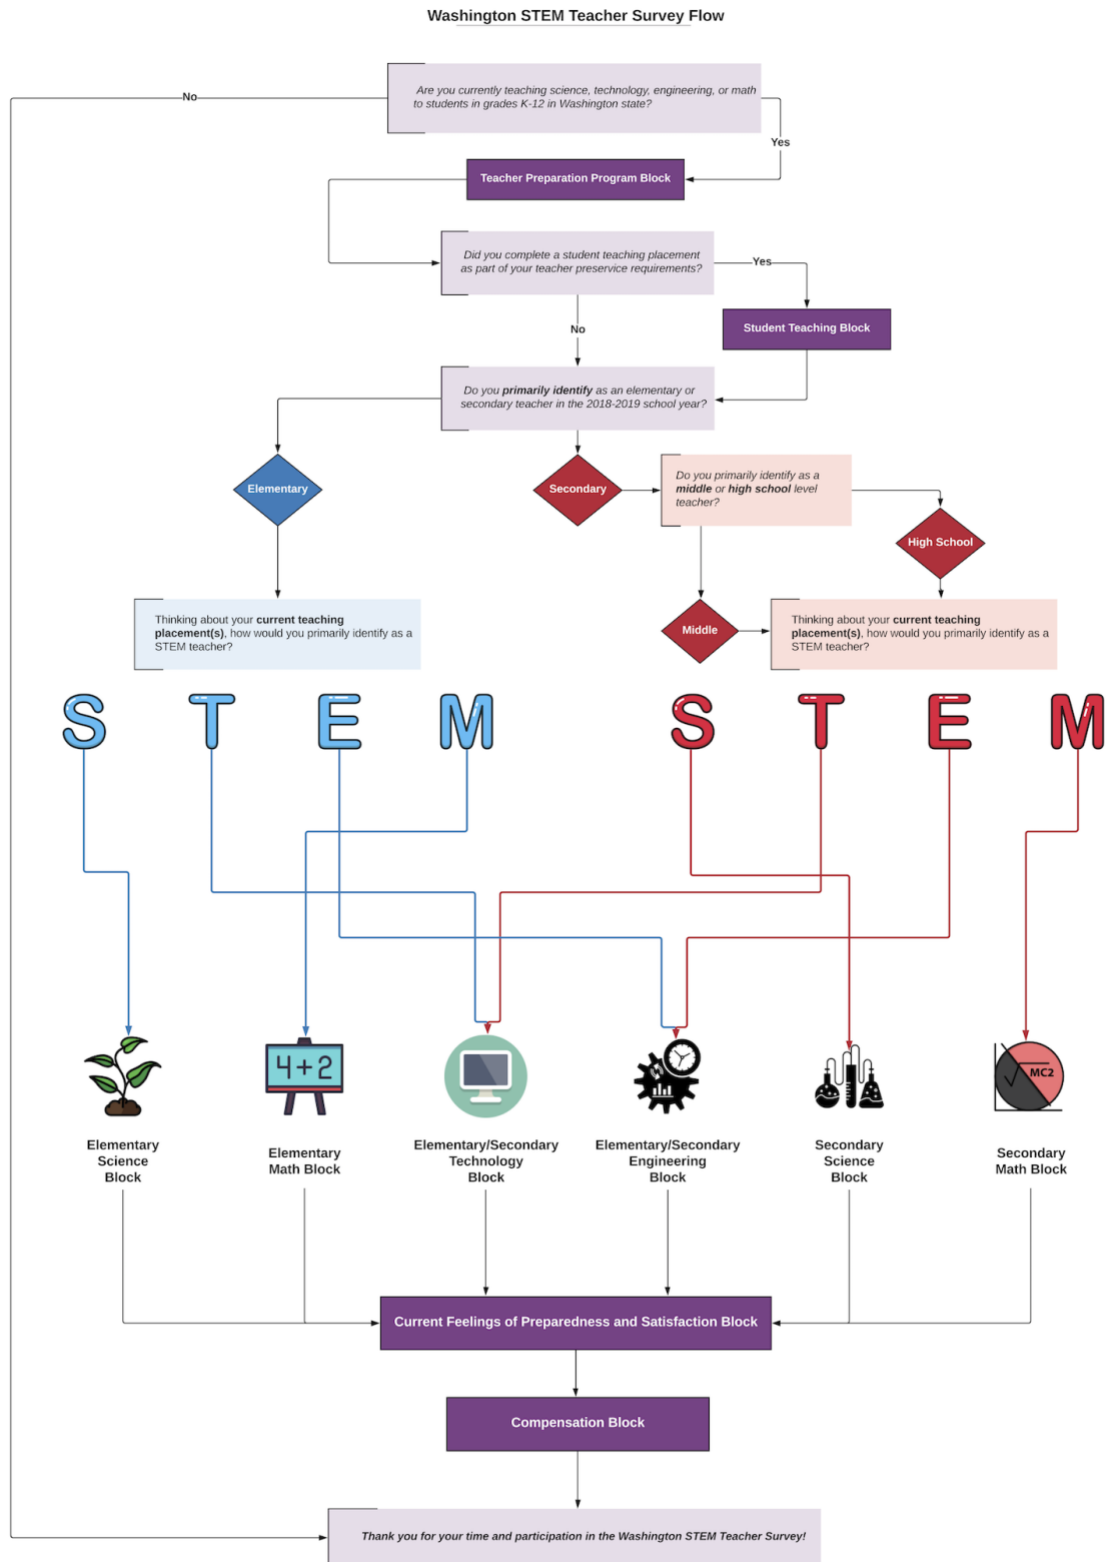 Washington STEM Teacher Survey Flow
Are you currently teaching science, technology, engineering, or math
to students in grades K-12 in Washington state?
No
Yes
Teacher Preparation Program Block
Did you complete a student teaching placement
as part of your teacher preservice requirements?
Yes
No
Student Teaching Block
Do you primarily identify as an elementary or
secondary teacher in the 2018-2019 school year?
Elementary
Secondary
Do you primarily identify as a
middle or high school level
teacher?
High School
Middle
Thinking about your current teaching
placement(s), how would you primarily identify as a
STEM teacher?
Thinking about your current teaching
placement(s), how would you primarily identify as a
STEM teacher?
S T E M
S T E M
4+2
√MC2
Elementary
Science
Block
Elementary
Math Block
Elementary/Secondary
Technology
Block
Elementary/Secondary
Engineering
Block
Secondary
Science
Block
Secondary
Math Block
Current Feelings of Preparedness and Satisfaction Block
Compensation Block
Thank you for your time and participation in the Washington STEM Teacher Survey!